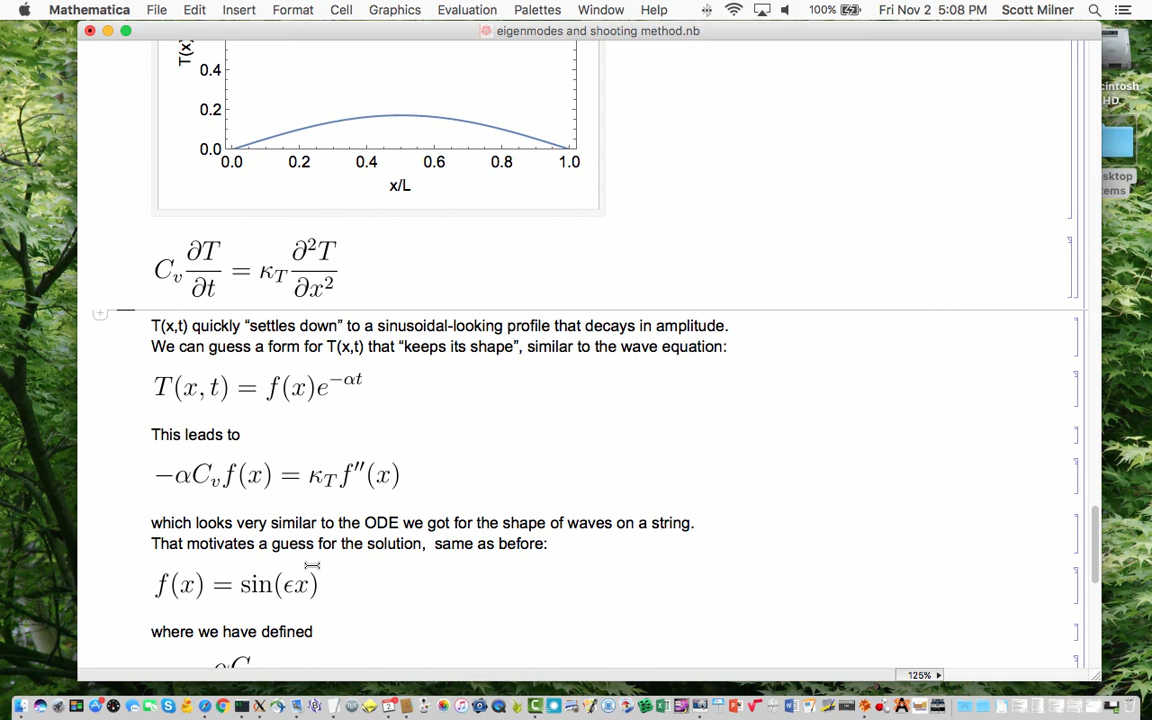 Mathematica File Edit Insert Format Cell Graphics Evaluation Palettes Window Help 100% Fri Nov 2 5:08 PM Scott Milner
eigenmodes and shooting method.nb
T(x)
0.4
0.2
0.0
0.0 0.2 0.4 0.6 0.8 1.0
x/L
C_v ∂T/∂t = κ_T ∂²T/∂x²
T(x,t) quickly “settles down” to a sinusoidal-looking profile that decays in amplitude.
We can guess a form for T(x,t) that “keeps its shape”, similar to the wave equation:
T(x, t) = f(x)e^{−αt}
This leads to
−αC_v f(x) = κ_T f″(x)
which looks very similar to the ODE we got for the shape of waves on a string.
That motivates a guess for the solution, same as before:
f(x) = sin(ϵx)
where we have defined
125%